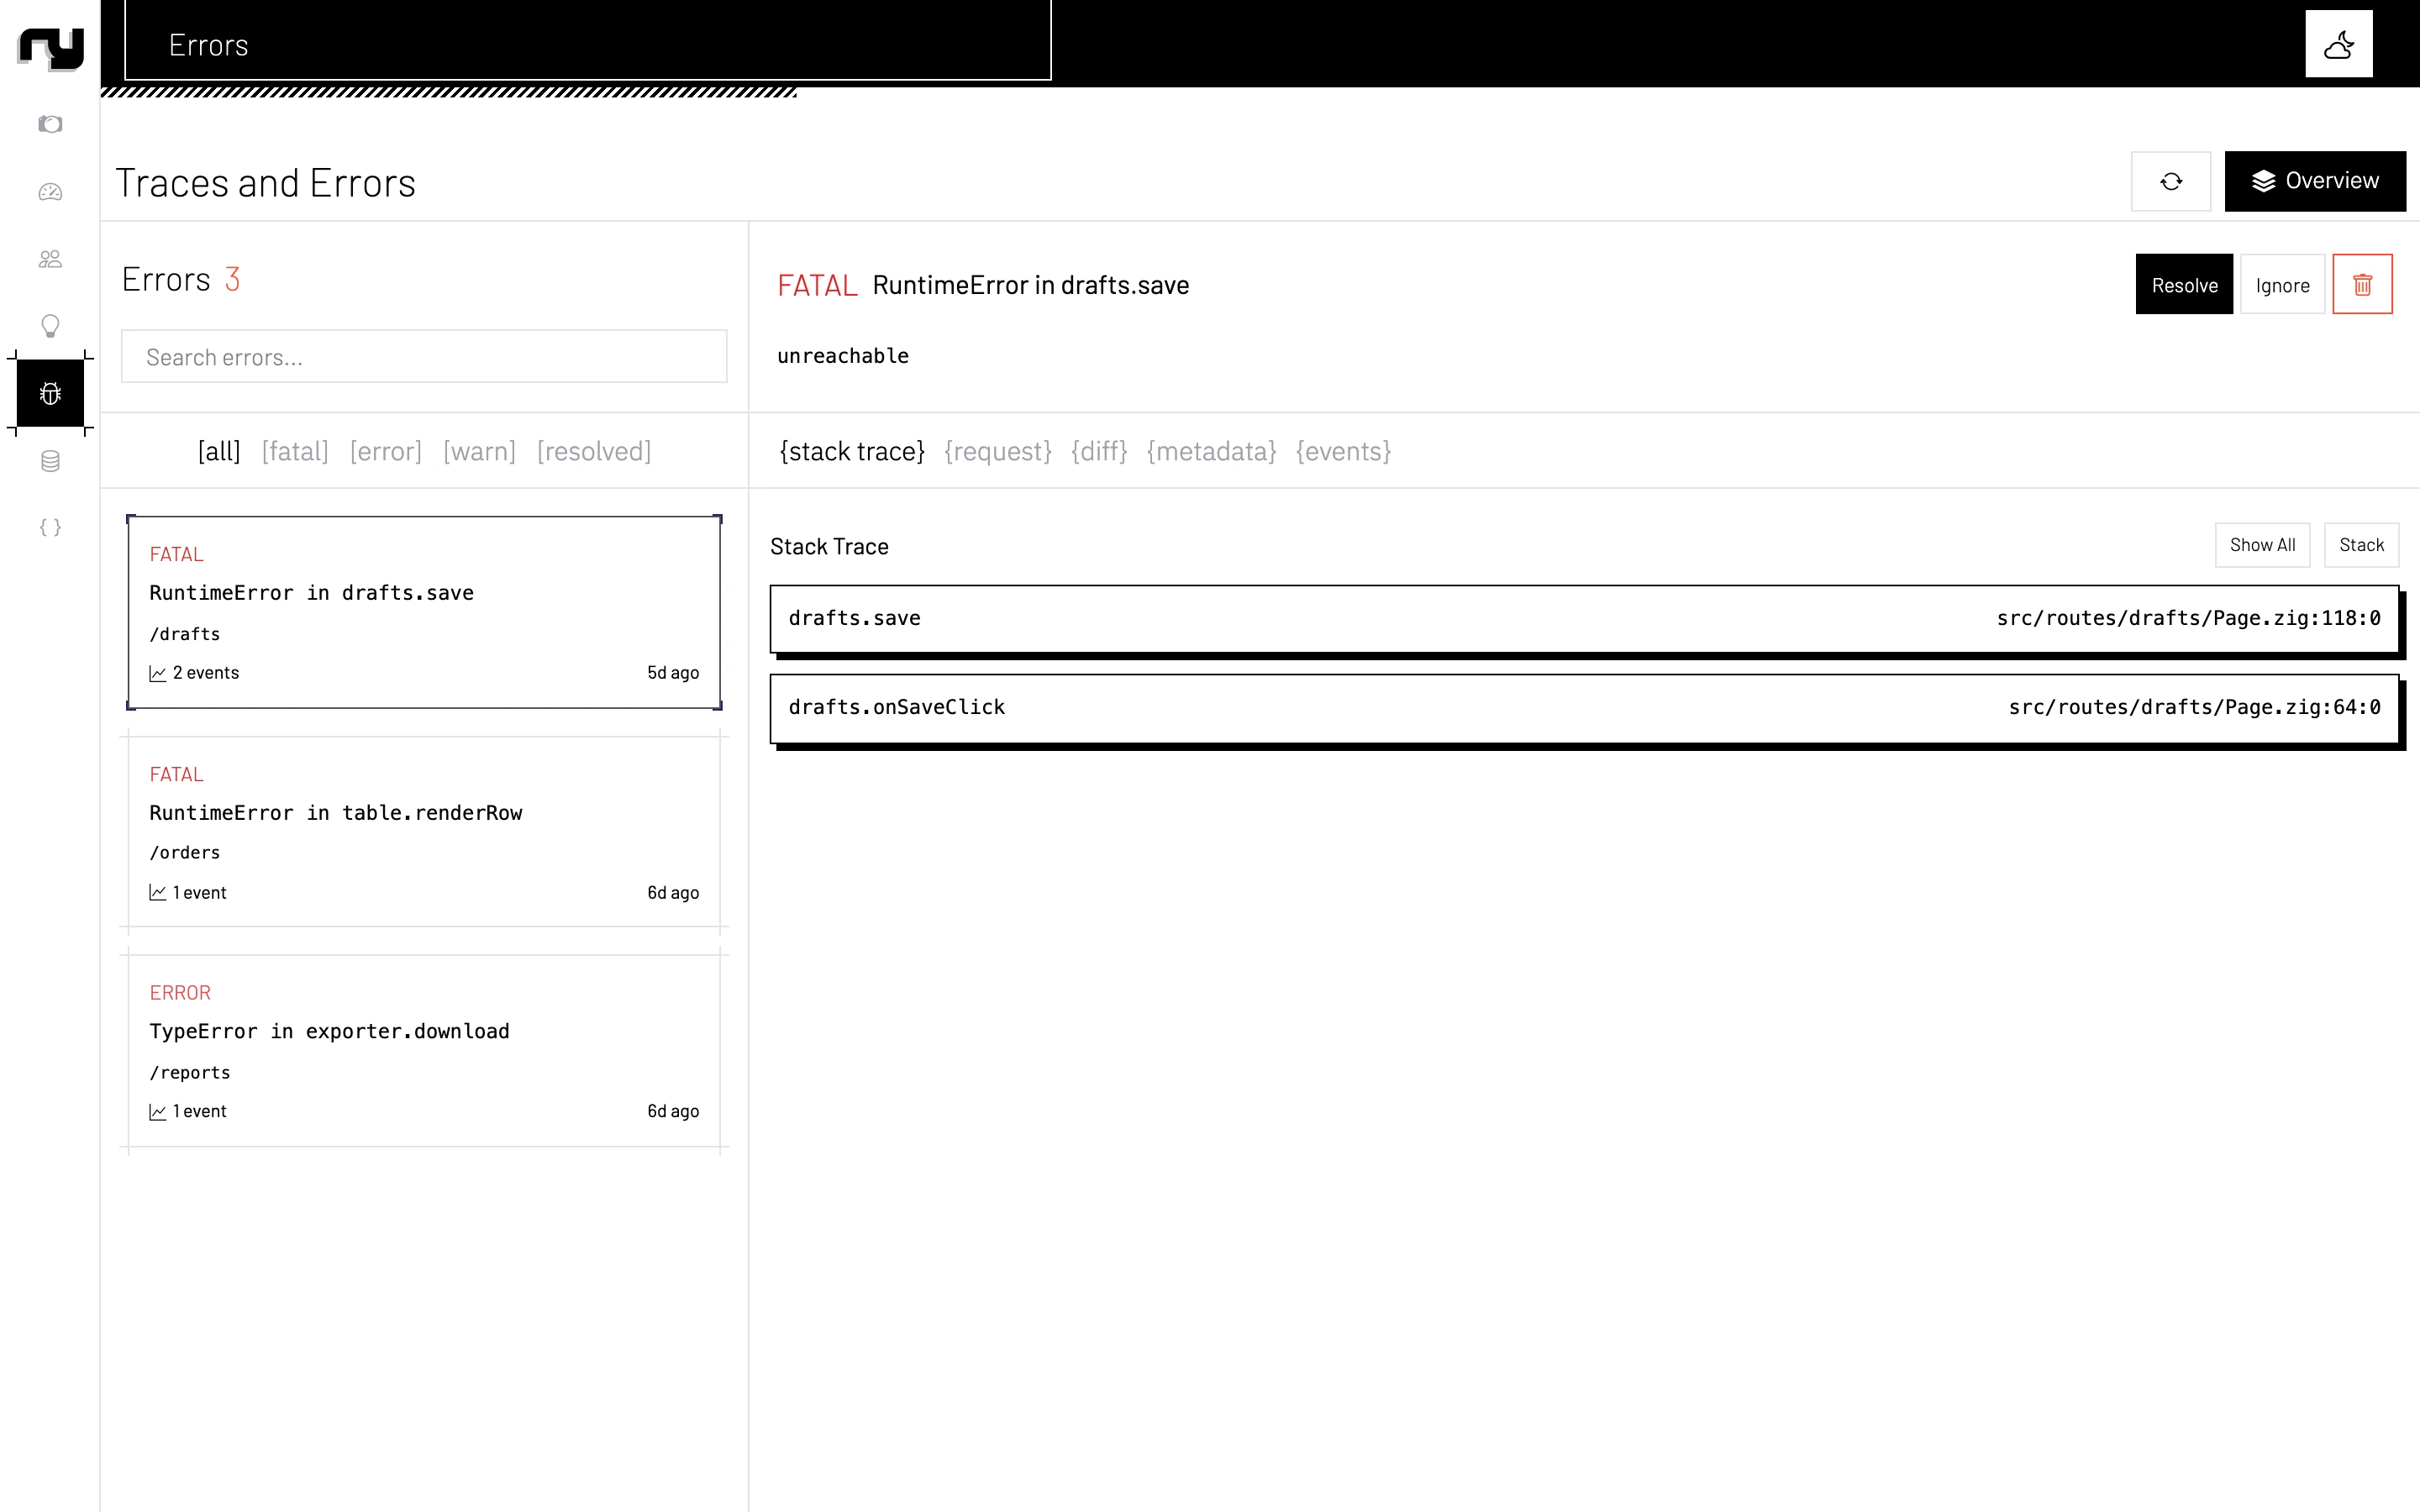 ny
Errors
Traces and Errors
Overview
Errors 3
Search errors...
[all] [fatal] [error] [warn] [resolved]
FATAL
RuntimeError in drafts.save
/drafts
2 events 5d ago
FATAL
RuntimeError in table.renderRow
/orders
1 event 6d ago
ERROR
TypeError in exporter.download
/reports
1 event 6d ago
FATAL RuntimeError in drafts.save
Resolve Ignore
unreachable
{stack trace} {request} {diff} {metadata} {events}
Stack Trace
Show All Stack
drafts.save src/routes/drafts/Page.zig:118:0
drafts.onSaveClick src/routes/drafts/Page.zig:64:0